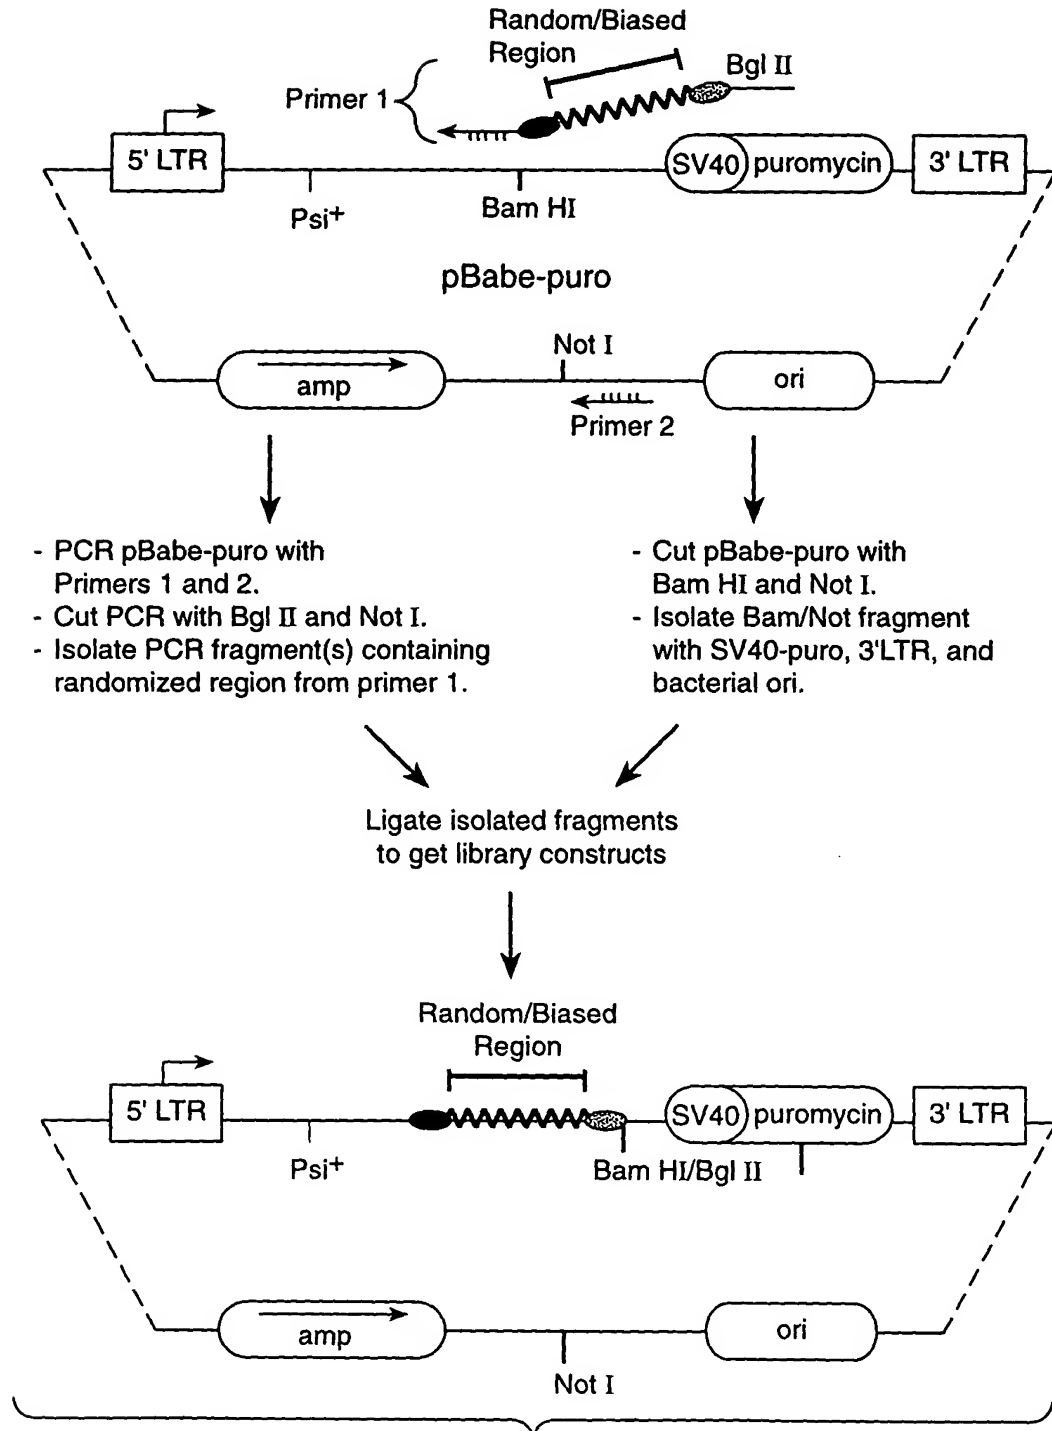 Random/Biased
Region
Bgl II
Primer 1
5' LTR
SV40
puromycin
3' LTR
Psi+
Bam HI
pBabe-puro
Not I
amp
ori
Primer 2
- PCR pBabe-puro with
Primers 1 and 2.
- Cut PCR with Bgl II and Not I.
- Isolate PCR fragment(s) containing
randomized region from primer 1.
- Cut pBabe-puro with
Bam HI and Not I.
- Isolate Bam/Not fragment
with SV40-puro, 3'LTR, and
bacterial ori.
Ligate isolated fragments
to get library constructs
Random/Biased
Region
5' LTR
SV40
puromycin
3' LTR
Psi+
Bam HI/Bgl II
amp
ori
Not I